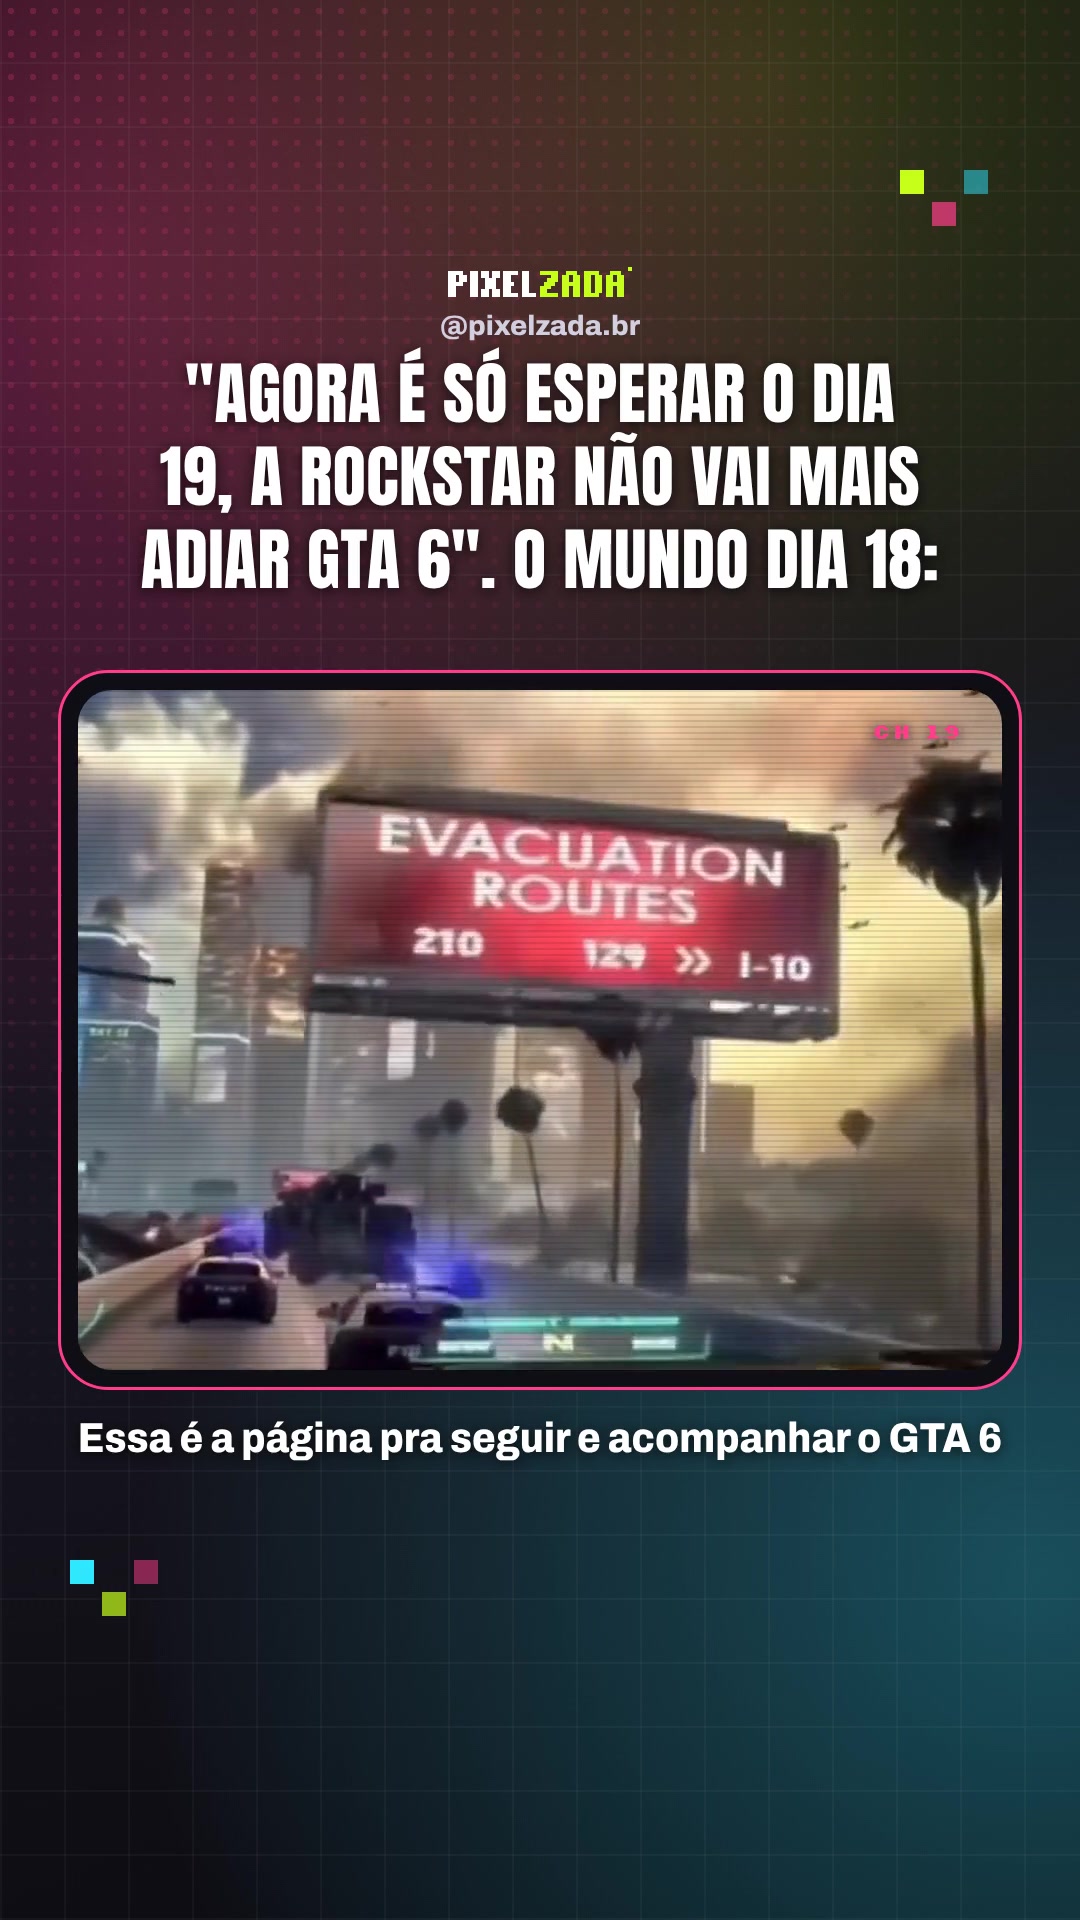 PIXELZADA
@pixelzada.br
"AGORA É SÓ ESPERAR O DIA
19, A ROCKSTAR NÃO VAI MAIS
ADIAR GTA 6". O MUNDO DIA 18:
CH 19
EVACUATION
ROUTES
210 129 » I-10
N
Essa é a página pra seguir e acompanhar o GTA 6